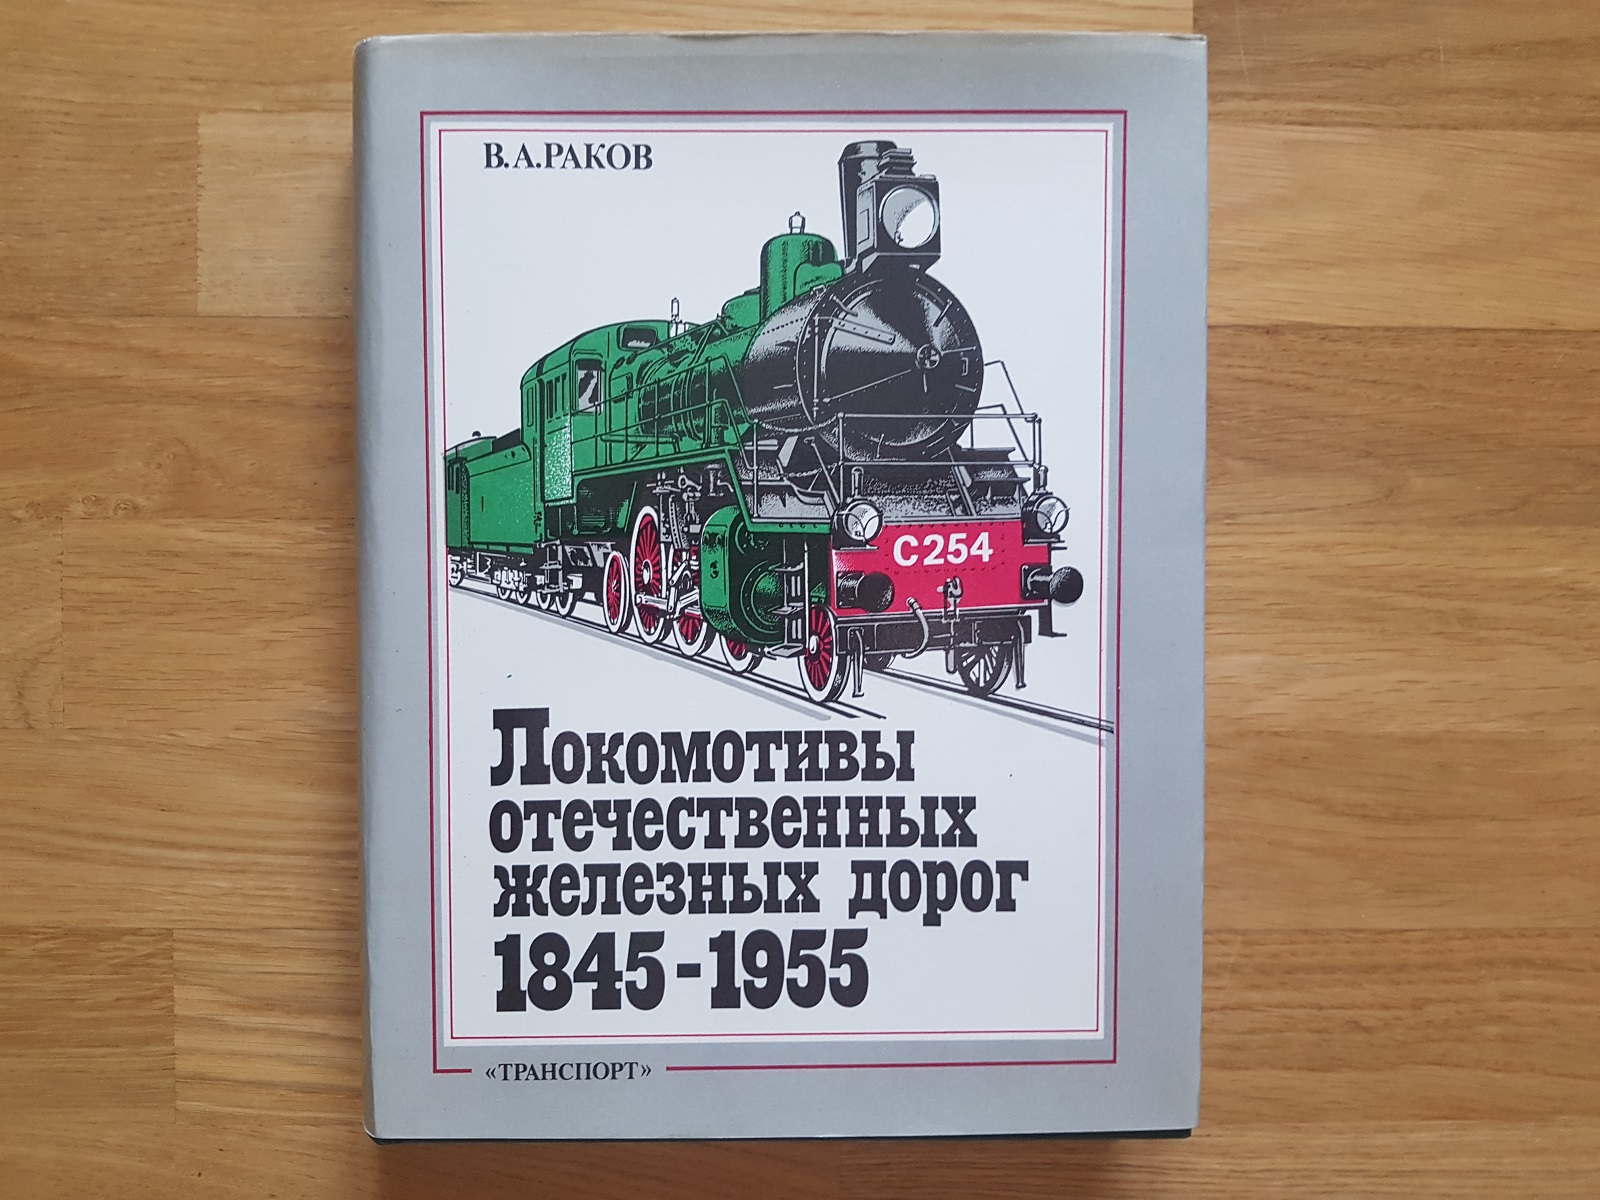 В.А.РАКОВ
С254
Локомотивы
отечественных
железных дорог
1845-1955
«ТРАНСПОРТ»